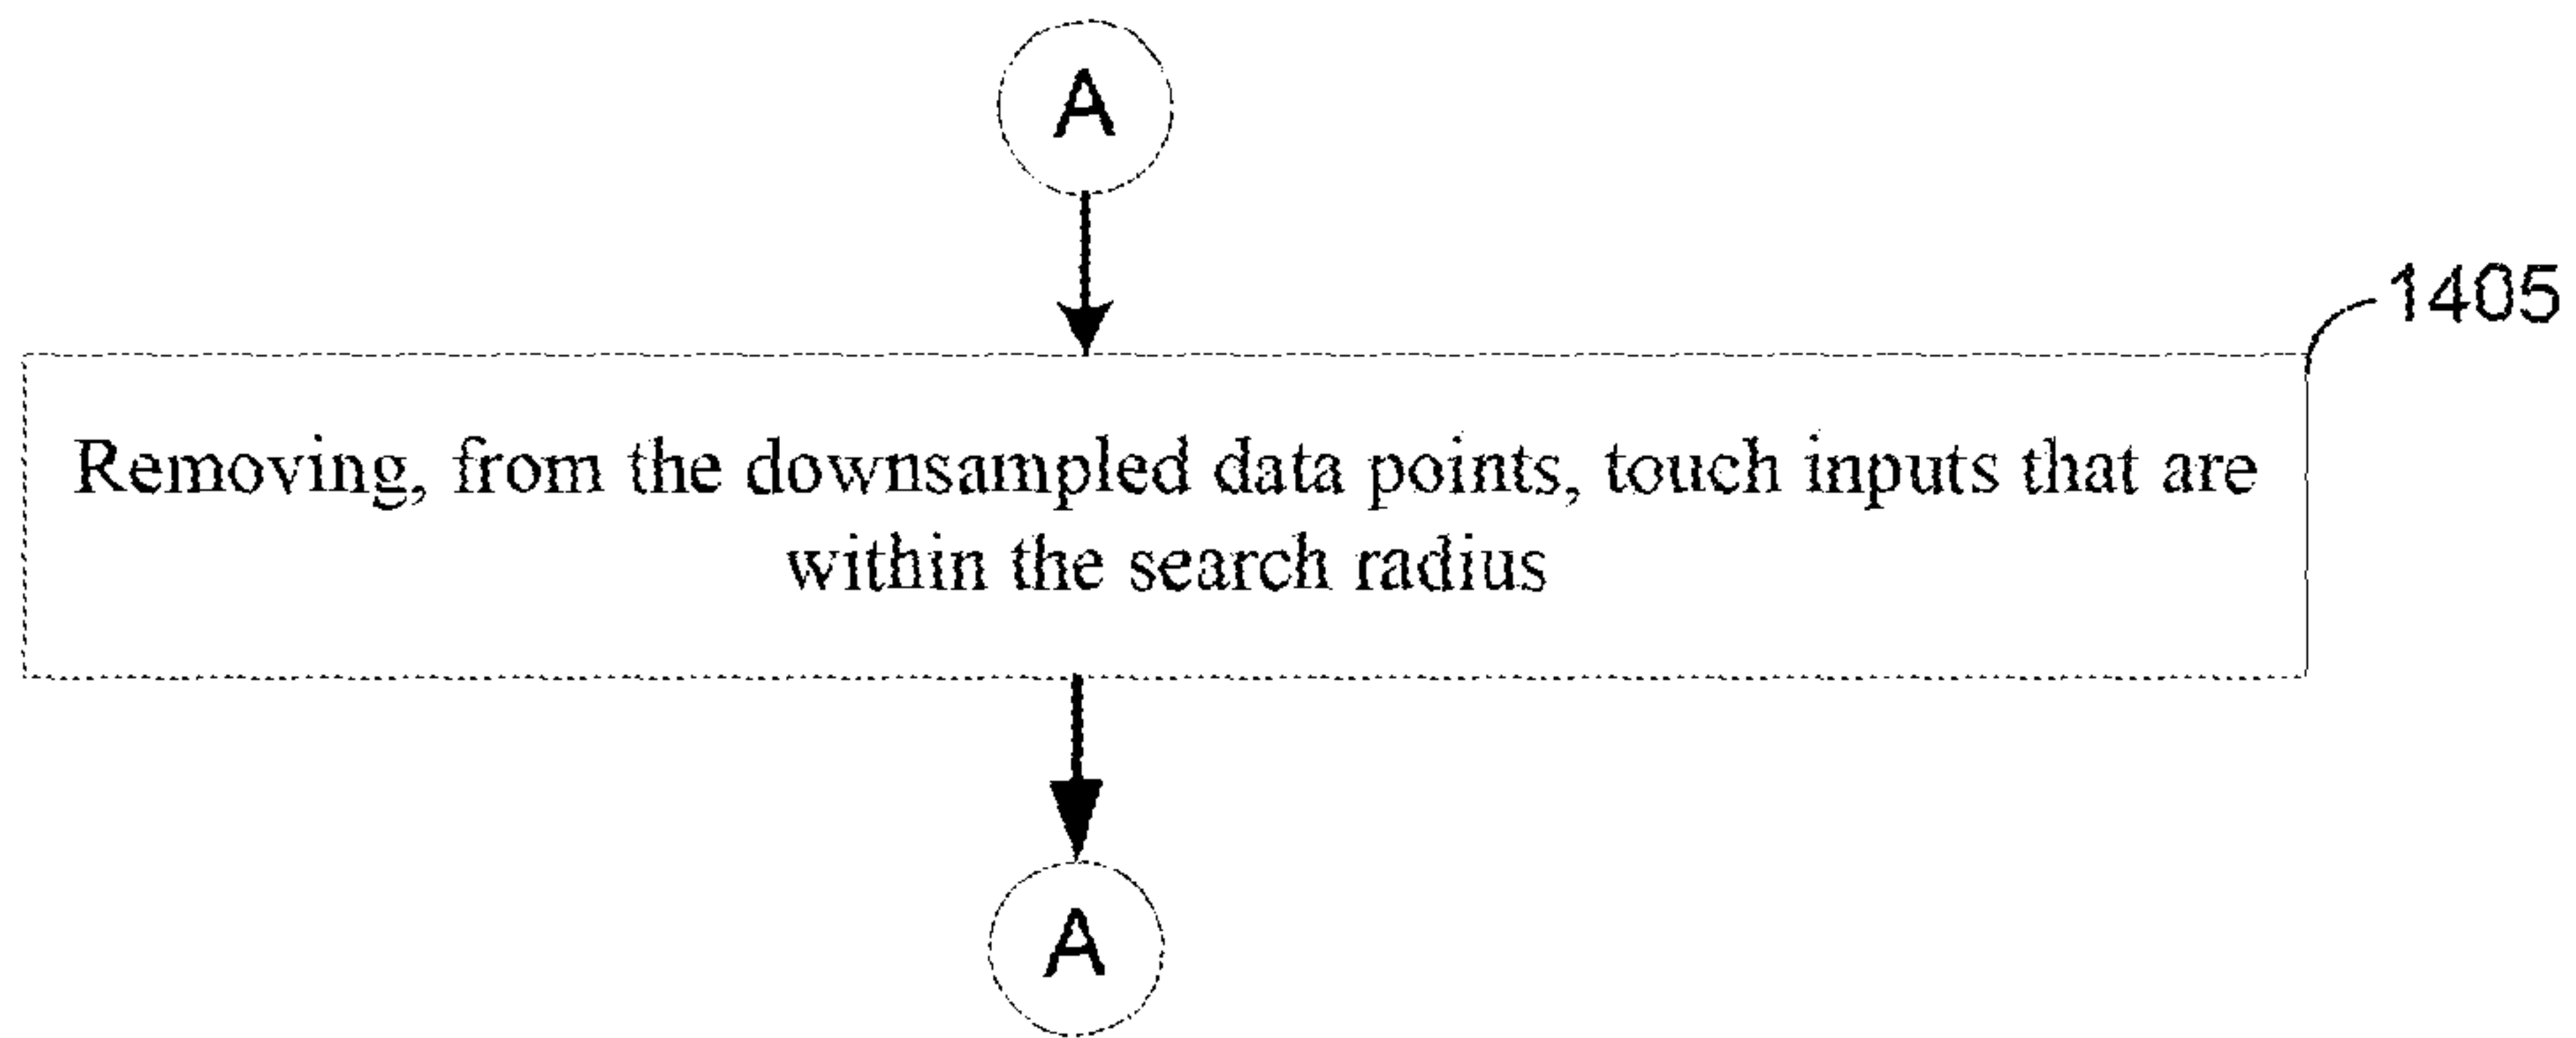 A
1405
Removing, from the downsampled data points, touch inputs that are
within the search radius
A